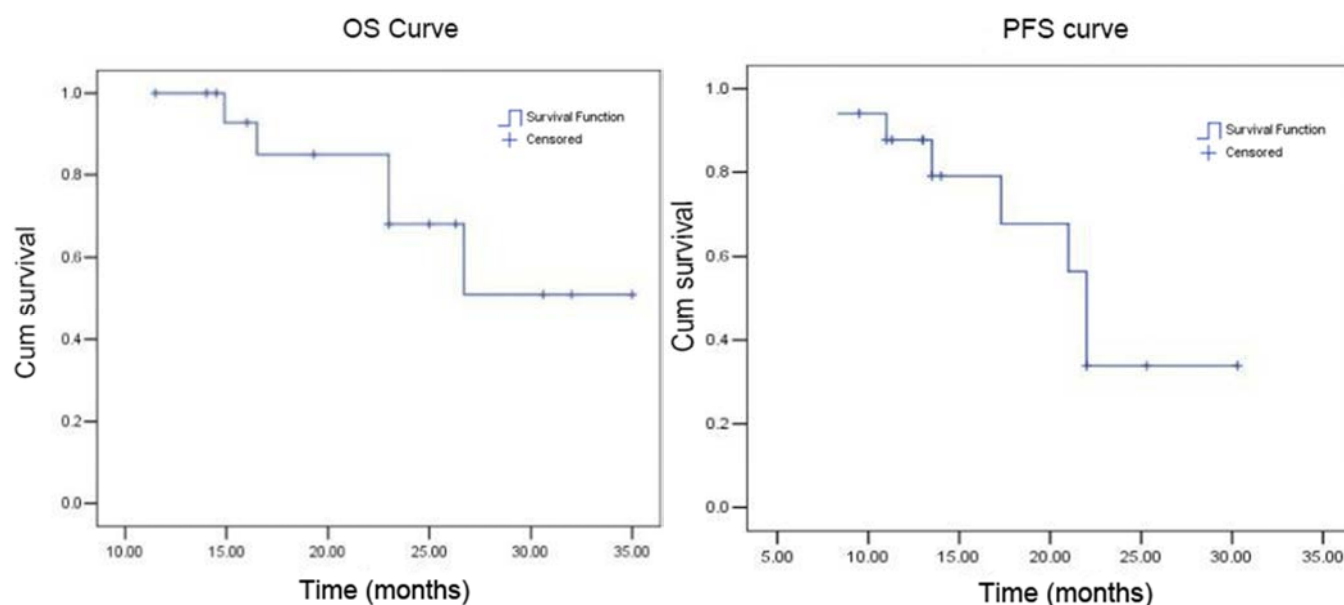 OS Curve
1.0
0.8
0.6
0.4
0.2
0.0
Cum survival
Survival Function
Censored
10.00 15.00 20.00 25.00 30.00 35.00
Time (months)
PFS curve
1.0
0.8
0.6
0.4
0.2
0.0
Cum survival
Survival Function
Censored
5.00 10.00 15.00 20.00 25.00 30.00 35.00
Time (months)